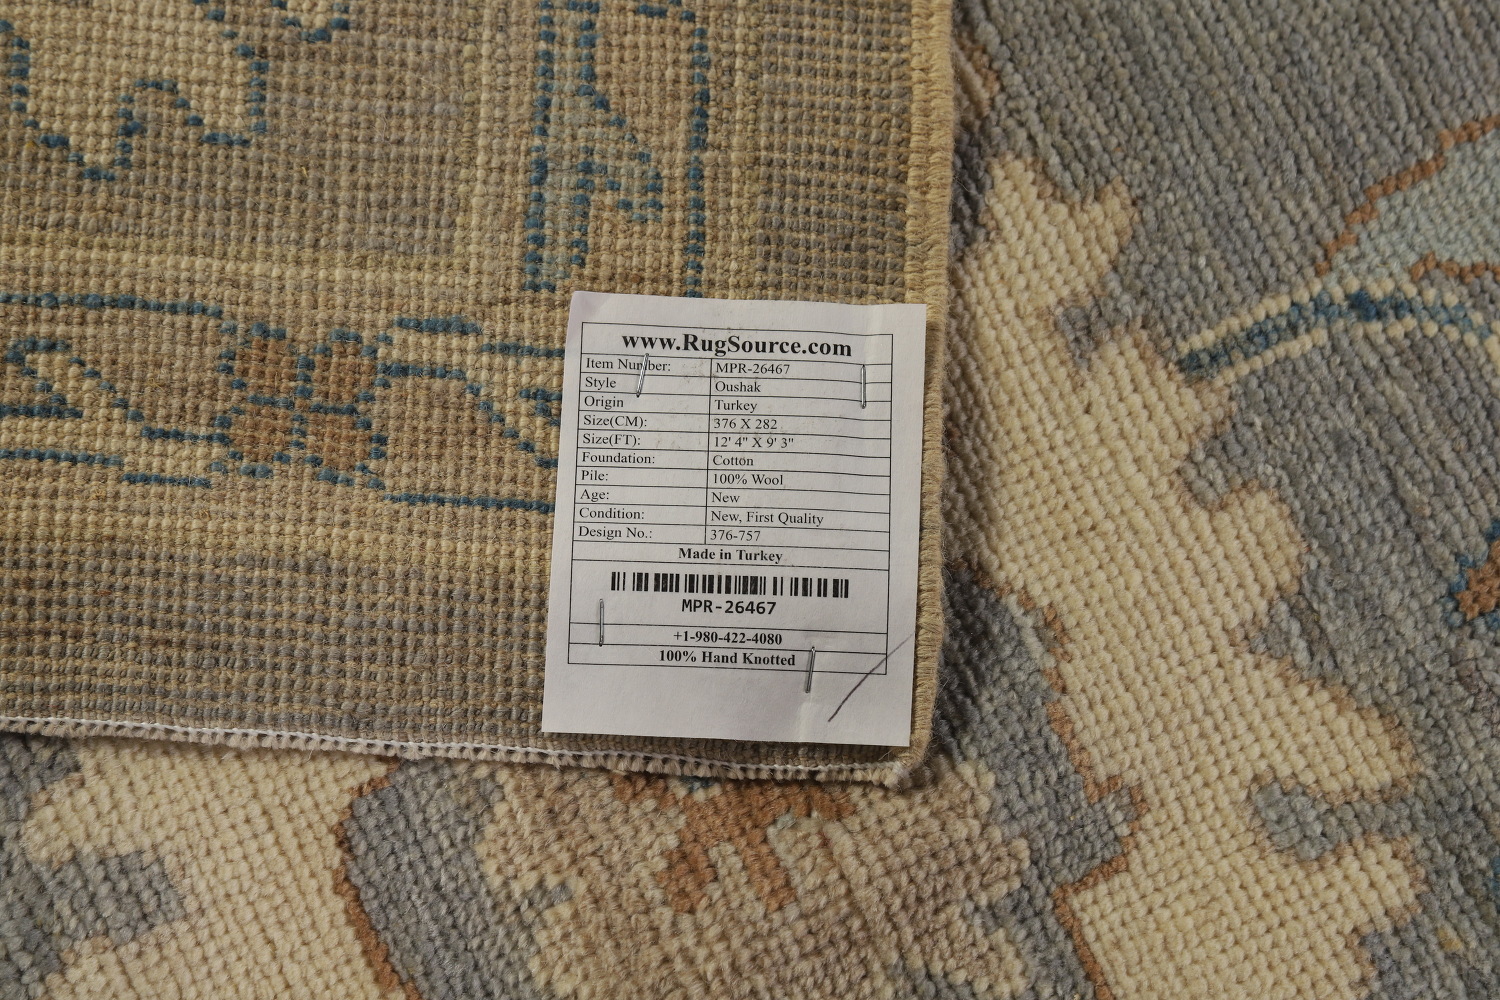 www.RugSource.com
Item Number: MPR-26467
Style Oushak
Origin Turkey
Size(CM): 376 X 282
Size(FT): 12' 4" X 9' 3"
Foundation: Cotton
Pile: 100% Wool
Age: New
Condition: New, First Quality
Design No.: 376-757
Made in Turkey
MPR-26467
+1-980-422-4080
100% Hand Knotted